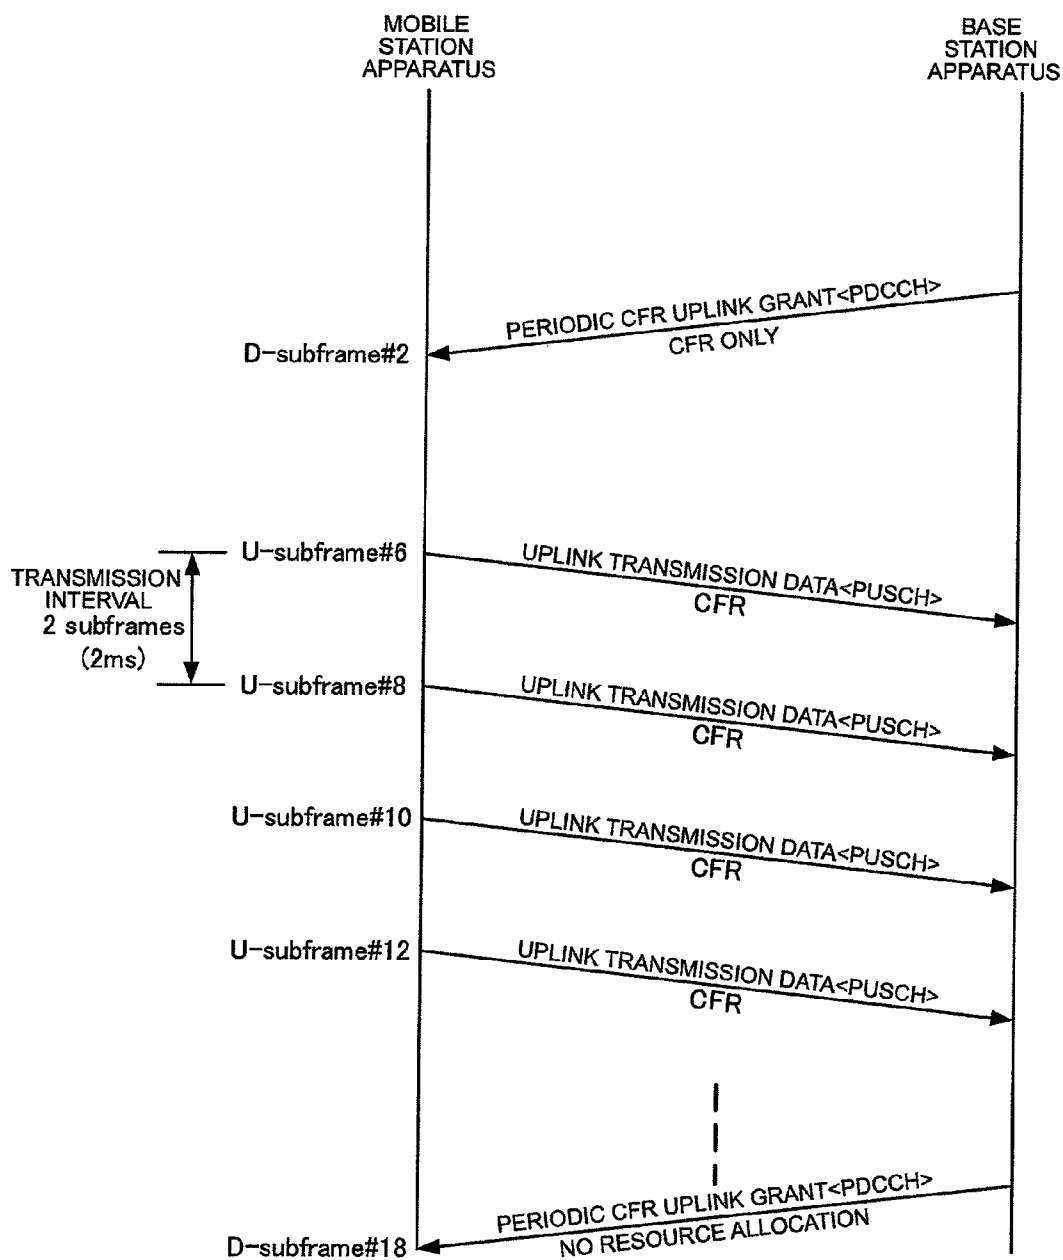 MOBILE
STATION
APPARATUS
BASE
STATION
APPARATUS
PERIODIC CFR UPLINK GRANT<PDCCH>
CFR ONLY
D-subframe#2
U-subframe#6
UPLINK TRANSMISSION DATA<PUSCH>
CFR
TRANSMISSION
INTERVAL
2 subframes
(2ms)
U-subframe#8
UPLINK TRANSMISSION DATA<PUSCH>
CFR
U-subframe#10
UPLINK TRANSMISSION DATA<PUSCH>
CFR
U-subframe#12
UPLINK TRANSMISSION DATA<PUSCH>
CFR
PERIODIC CFR UPLINK GRANT<PDCCH>
NO RESOURCE ALLOCATION
D-subframe#18